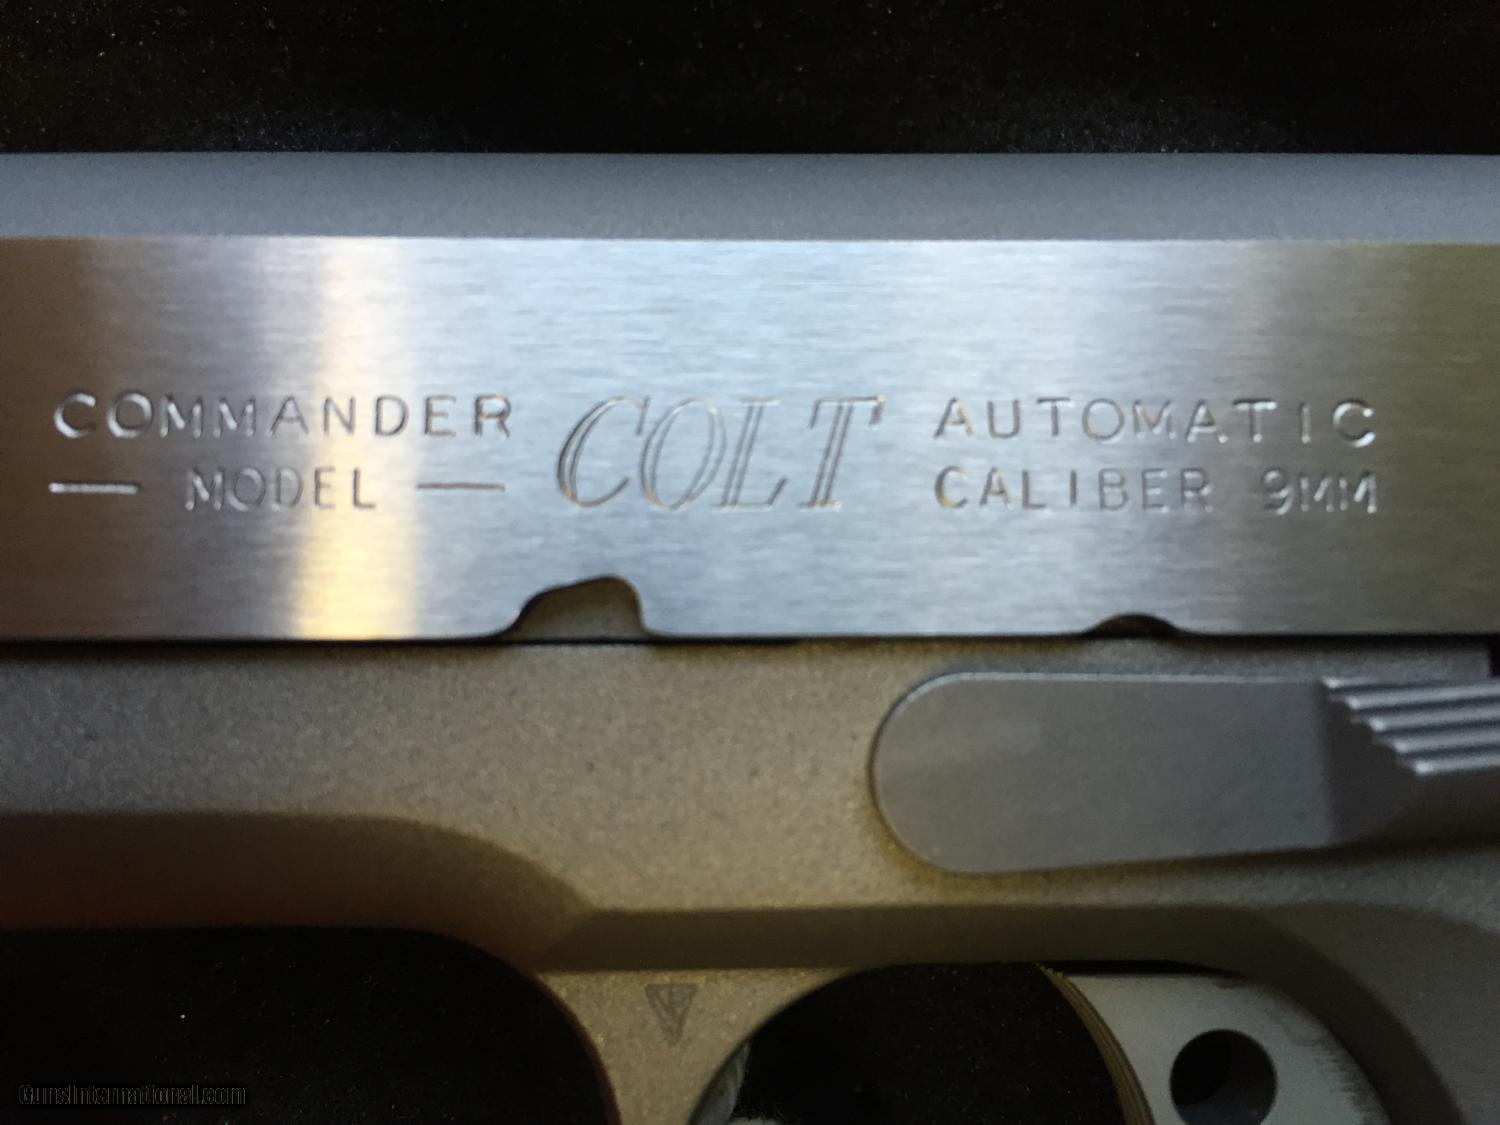 COMMANDER
— MODEL —
COLT
AUTOMATIC
CALIBER 9MM
GunsInternational.com